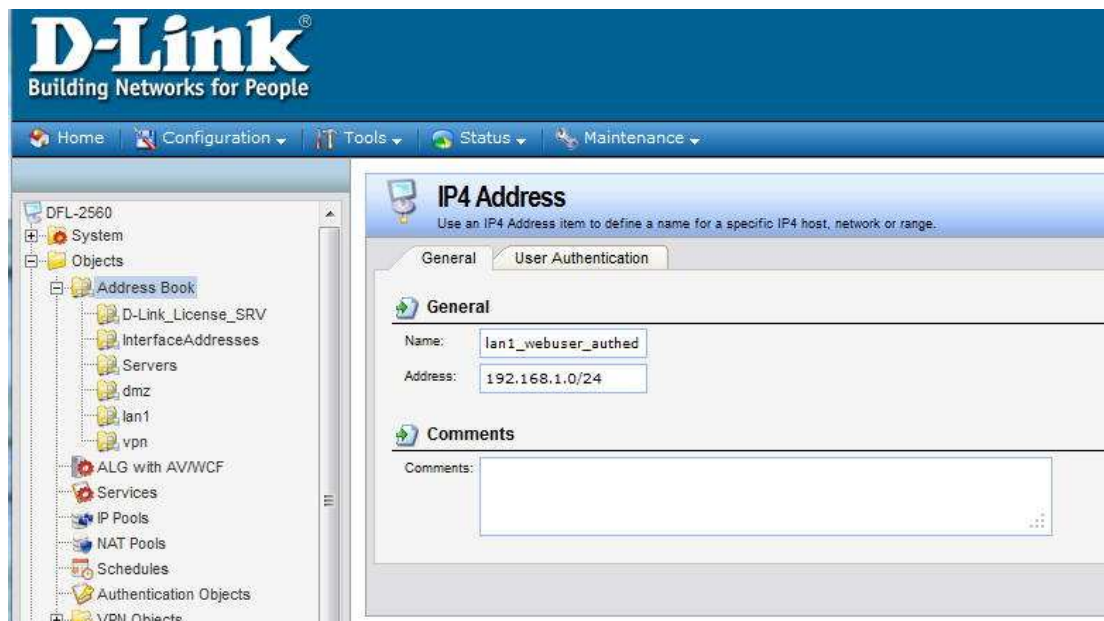 D-Link®
Building Networks for People
Home Configuration Tools Status Maintenance
DFL-2560
System
Objects
Address Book
D-Link_License_SRV
InterfaceAddresses
Servers
dmz
lan1
vpn
ALG with AV/WCF
Services
IP Pools
NAT Pools
Schedules
Authentication Objects
VPN Objects
IP4 Address
Use an IP4 Address item to define a name for a specific IP4 host, network or range.
General User Authentication
General
Name: lan1_webuser_authed
Address: 192.168.1.0/24
Comments
Comments: